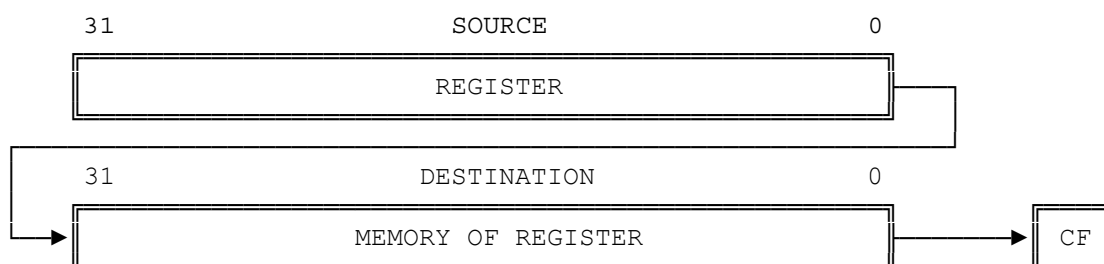 31 SOURCE 0
REGISTER
31 DESTINATION 0
MEMORY OF REGISTER CF